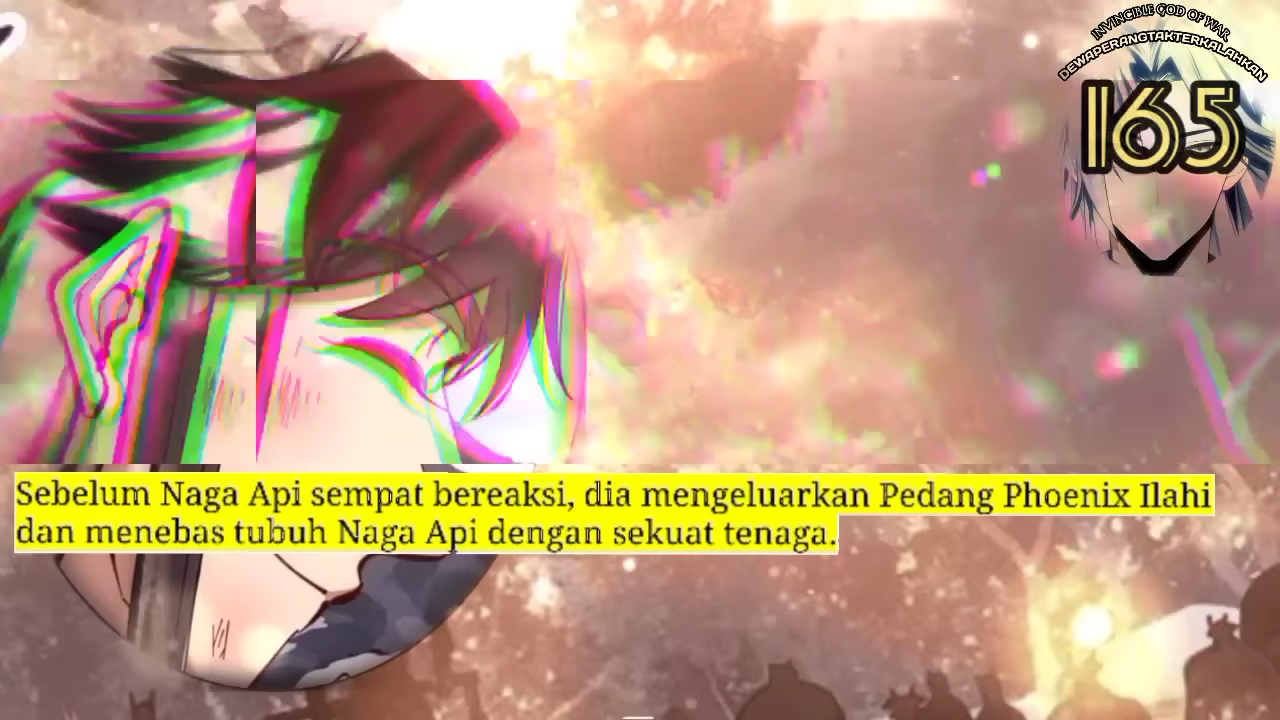 INVINCIBLE GOD OF WAR
DEWAPERANGTAKTERKALAHKAN
165
Sebelum Naga Api sempat bereaksi, dia mengeluarkan Pedang Phoenix Ilahi
dan menebas tubuh Naga Api dengan sekuat tenaga.